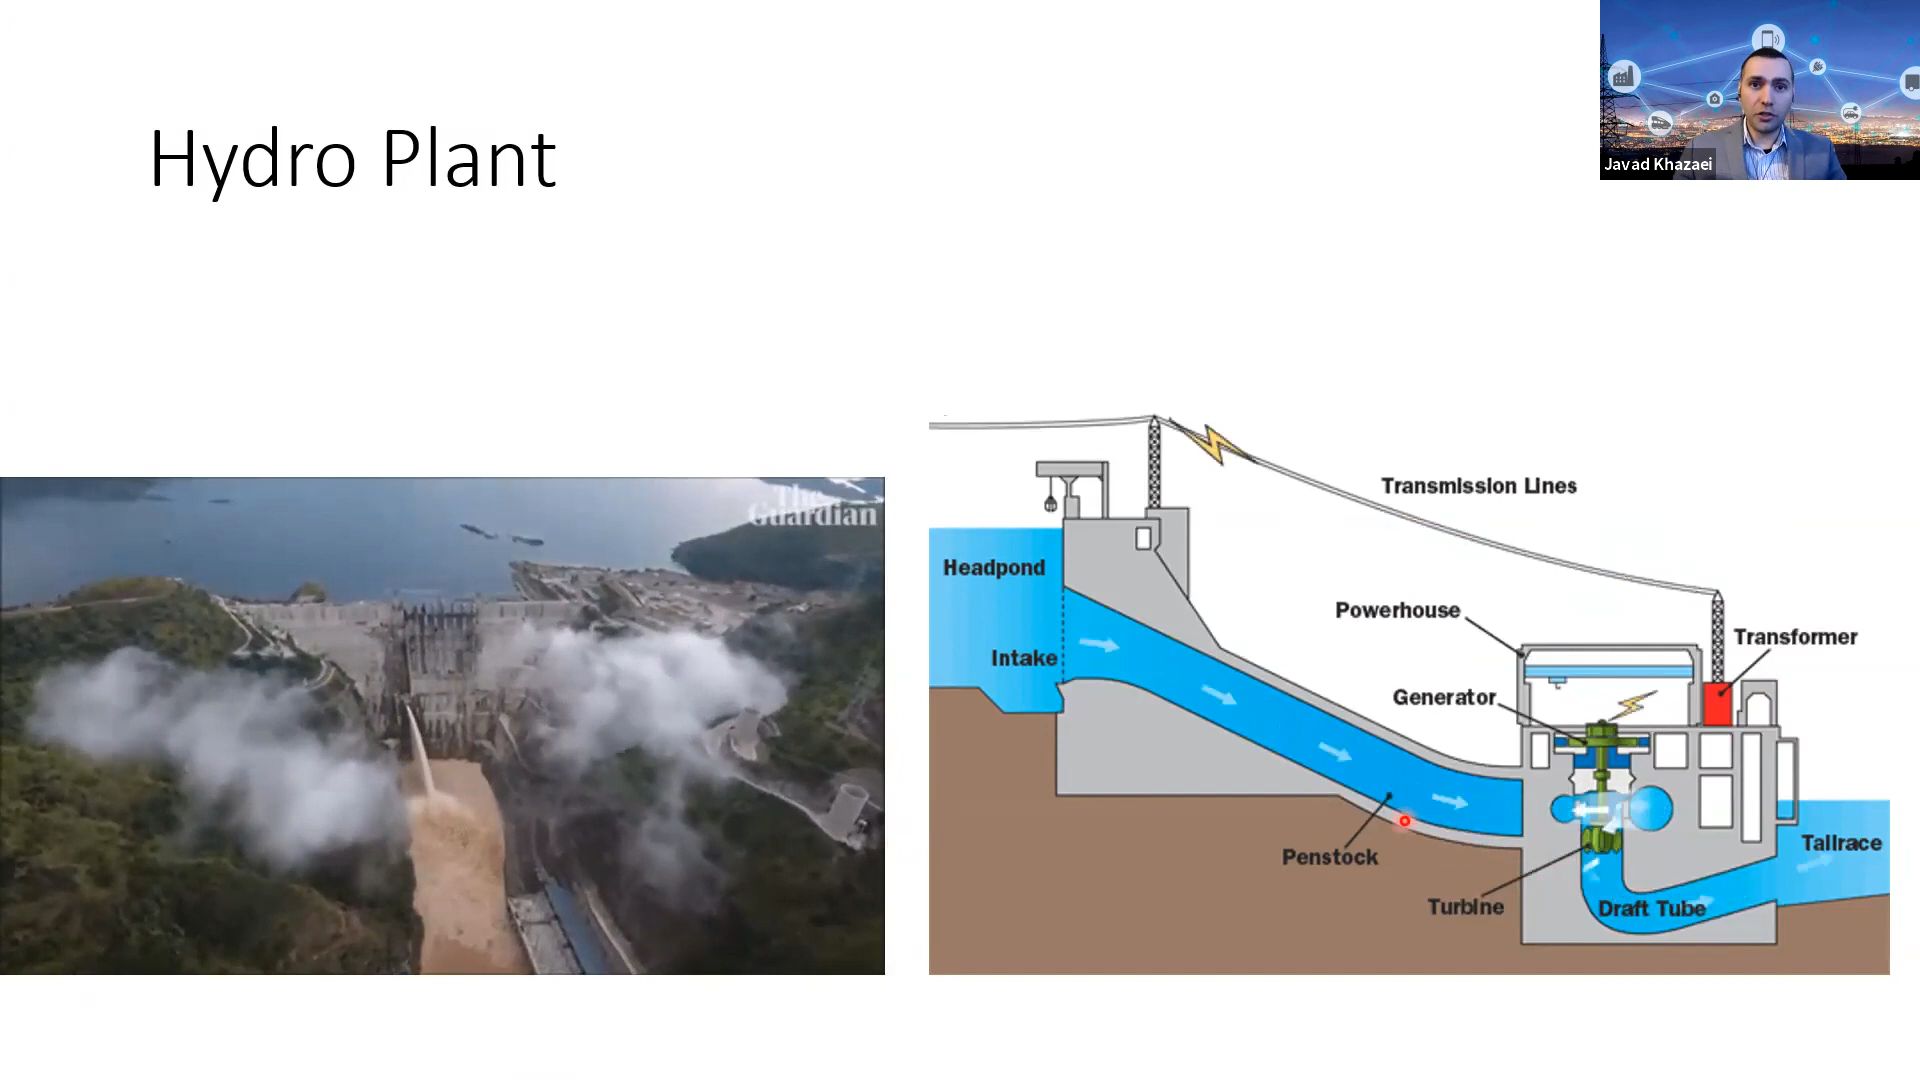 Hydro Plant
Javad Khazaei
The
Guardian
Transmission Lines
Headpond
Powerhouse
Transformer
Intake
Generator
Penstock
Tailrace
Turbine
Draft Tube